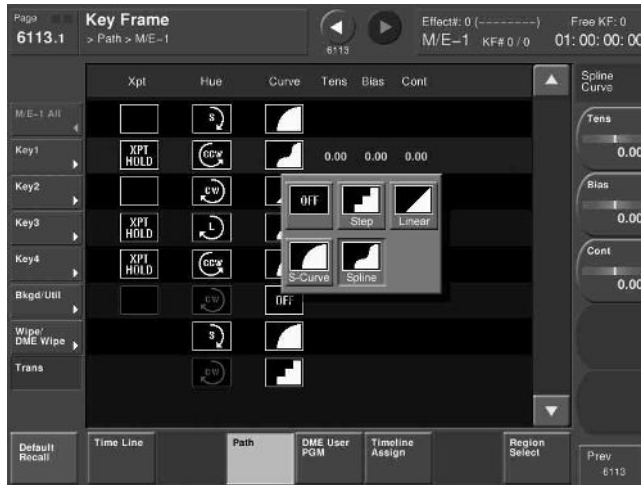 Page
6113.1
Key Frame
> Path > M/E-1
6113
Effect#: 0 (--------)
M/E-1 KF# 0 / 0
Free KF: 0
01: 00: 00: 00
Xpt Hue Curve Tens Bias Cont
Spline
Curve
M/E-1 All
S
Key1
XPT
HOLD
CCW
0.00 0.00 0.00
Key2
CW
Key3
XPT
HOLD
L
Key4
XPT
HOLD
CCW
Bkgd/Util
CW
OFF
Wipe/
DME Wipe
S
Trans
CW
OFF
Step
Linear
S-Curve
Spline
Tens
0.00
Bias
0.00
Cont
0.00
Default
Recall
Time Line
Path
DME User
PGM
Timeline
Assign
Region
Select
Prev
6113